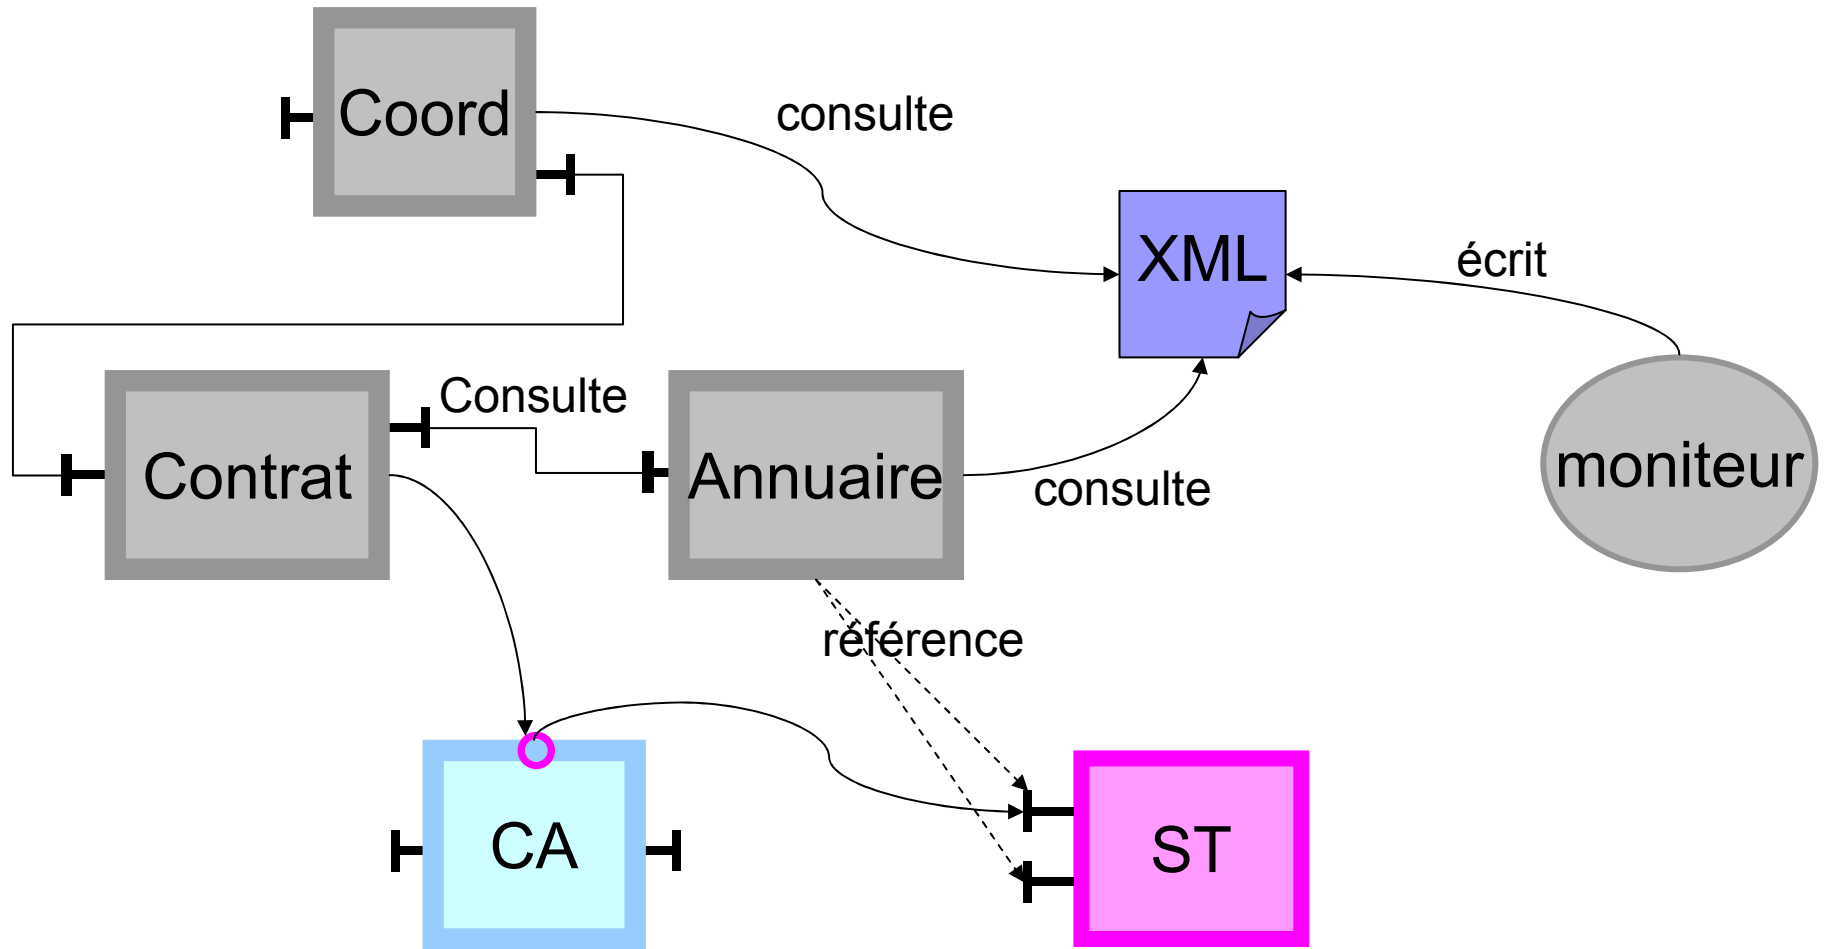 Coord
consulte
XML
écrit
Consulte
Contrat
Annuaire
consulte
moniteur
référence
CA
ST